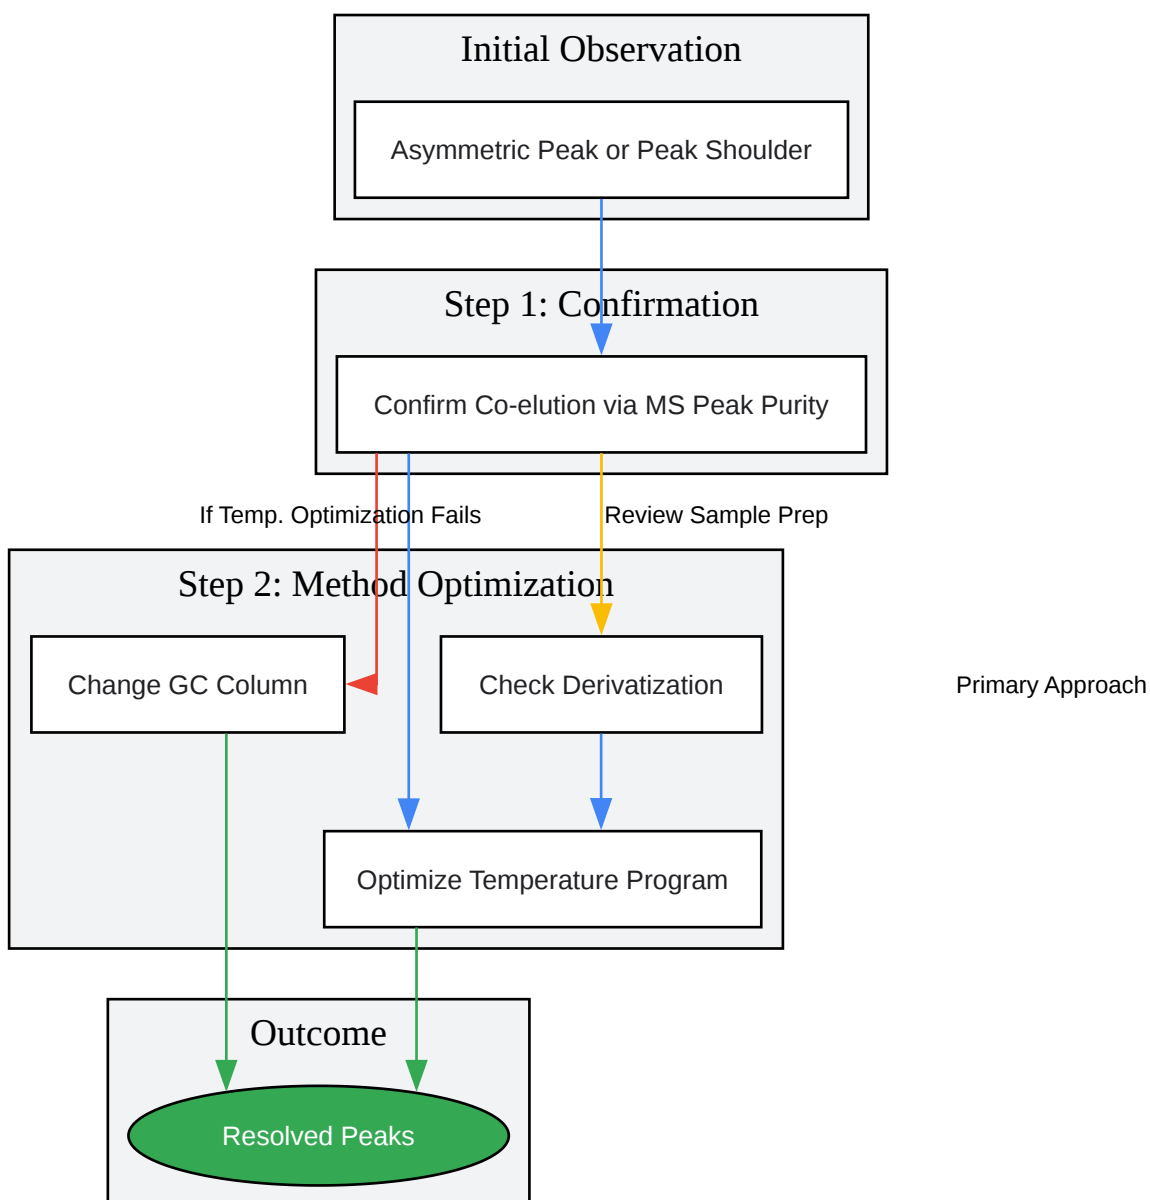 Initial Observation
Asymmetric Peak or Peak Shoulder
Step 1: Confirmation
Confirm Co-elution via MS Peak Purity
If Temp. Optimization Fails
Review Sample Prep
Step 2: Method Optimization
Change GC Column
Check Derivatization
Primary Approach
Optimize Temperature Program
Outcome
Resolved Peaks